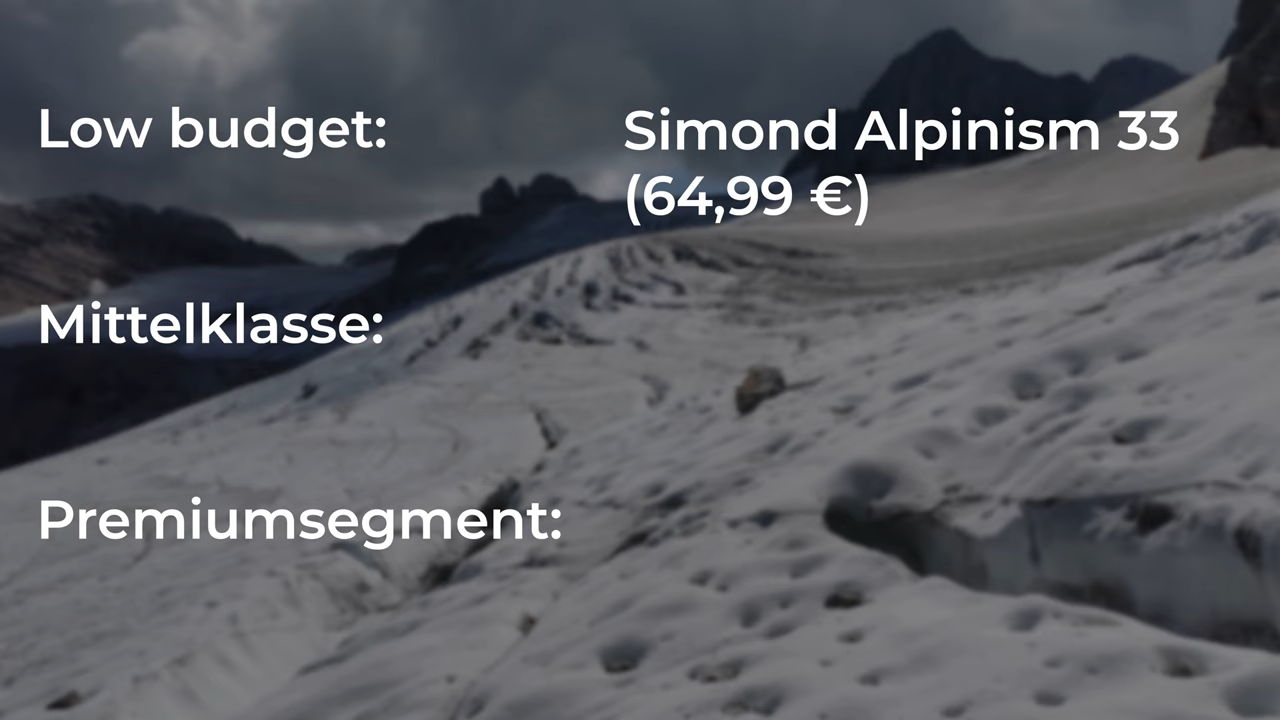 Low budget:
Simond Alpinism 33
(64,99 €)
Mittelklasse:
Premiumsegment: